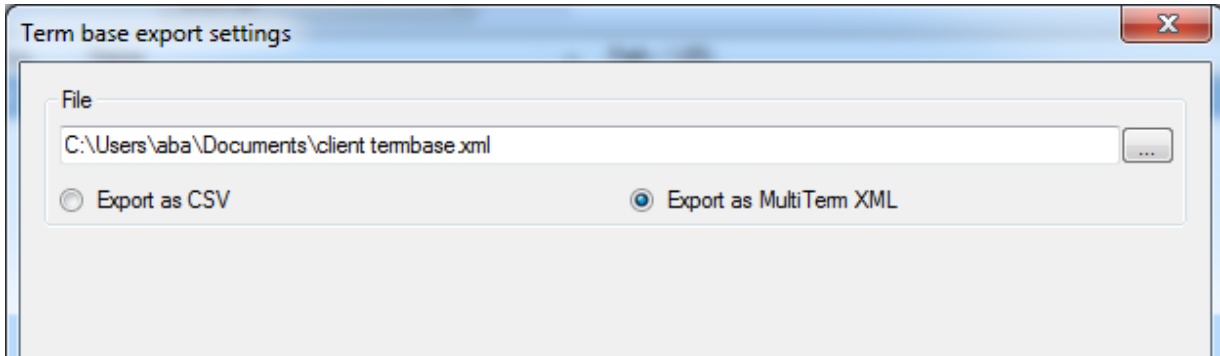 Term base export settings
File
C:\Users\aba\Documents\client termbase.xml
...
Export as CSV
Export as MultiTerm XML